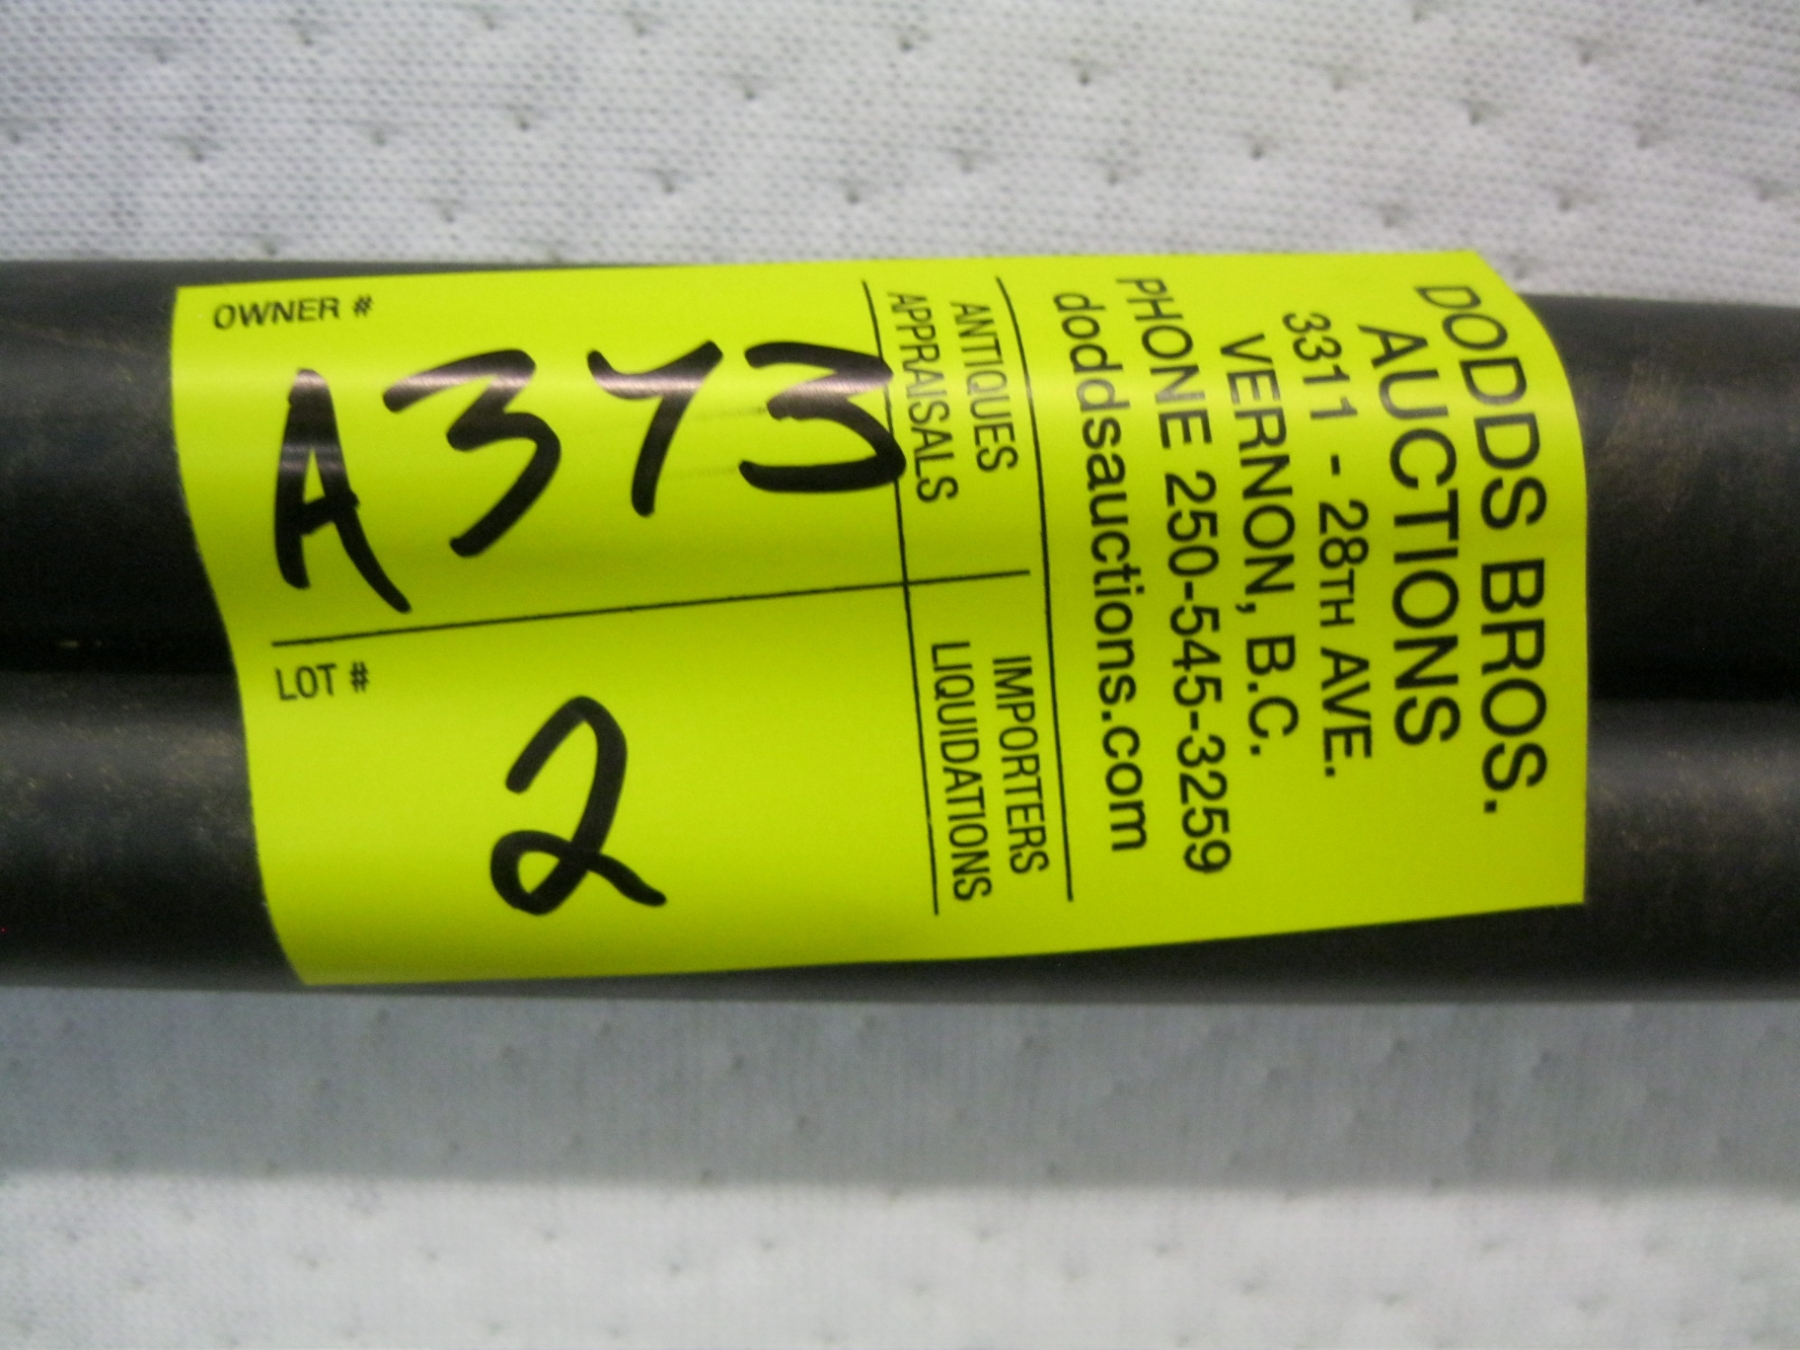 OWNER #
A373
LOT #
2
DODDS BROS.
AUCTIONS
3311 - 28TH AVE.
VERNON, B.C.
PHONE 250-545-3259
doddsauctions.com
ANTIQUES
APPRAISALS
IMPORTERS
LIQUIDATIONS